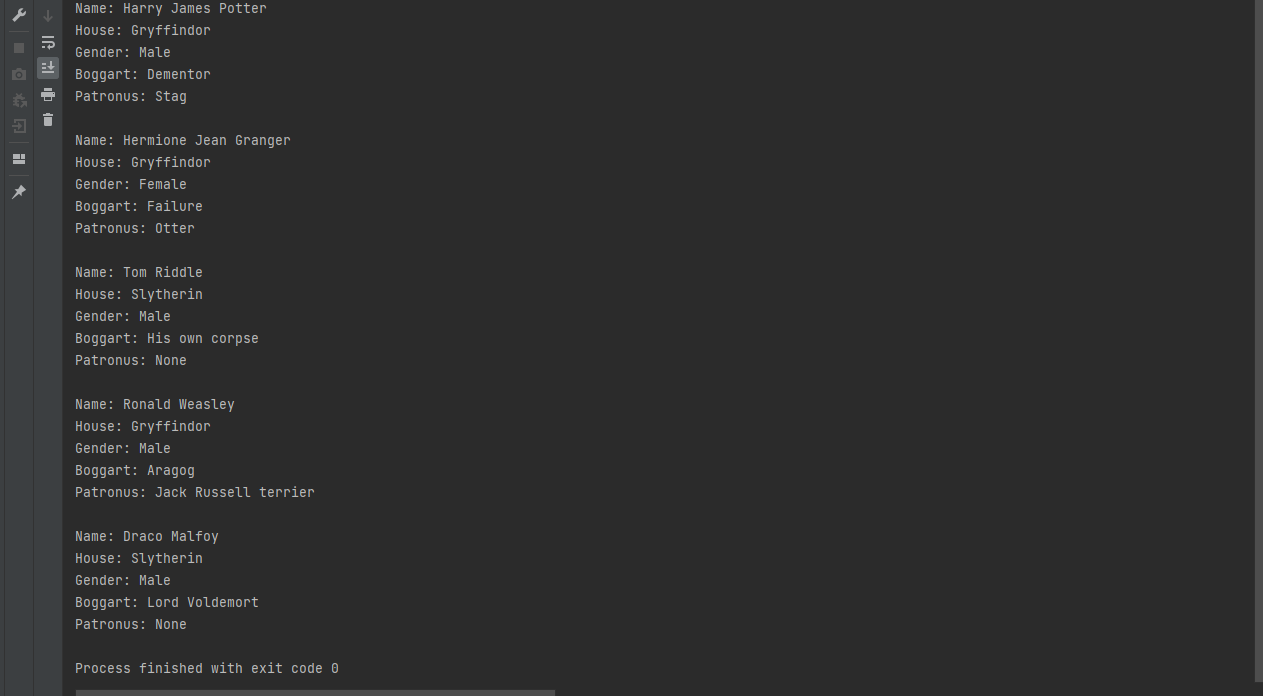 Name: Harry James Potter
House: Gryffindor
Gender: Male
Boggart: Dementor
Patronus: Stag

Name: Hermione Jean Granger
House: Gryffindor
Gender: Female
Boggart: Failure
Patronus: Otter

Name: Tom Riddle
House: Slytherin
Gender: Male
Boggart: His own corpse
Patronus: None

Name: Ronald Weasley
House: Gryffindor
Gender: Male
Boggart: Aragog
Patronus: Jack Russell terrier

Name: Draco Malfoy
House: Slytherin
Gender: Male
Boggart: Lord Voldemort
Patronus: None

Process finished with exit code 0